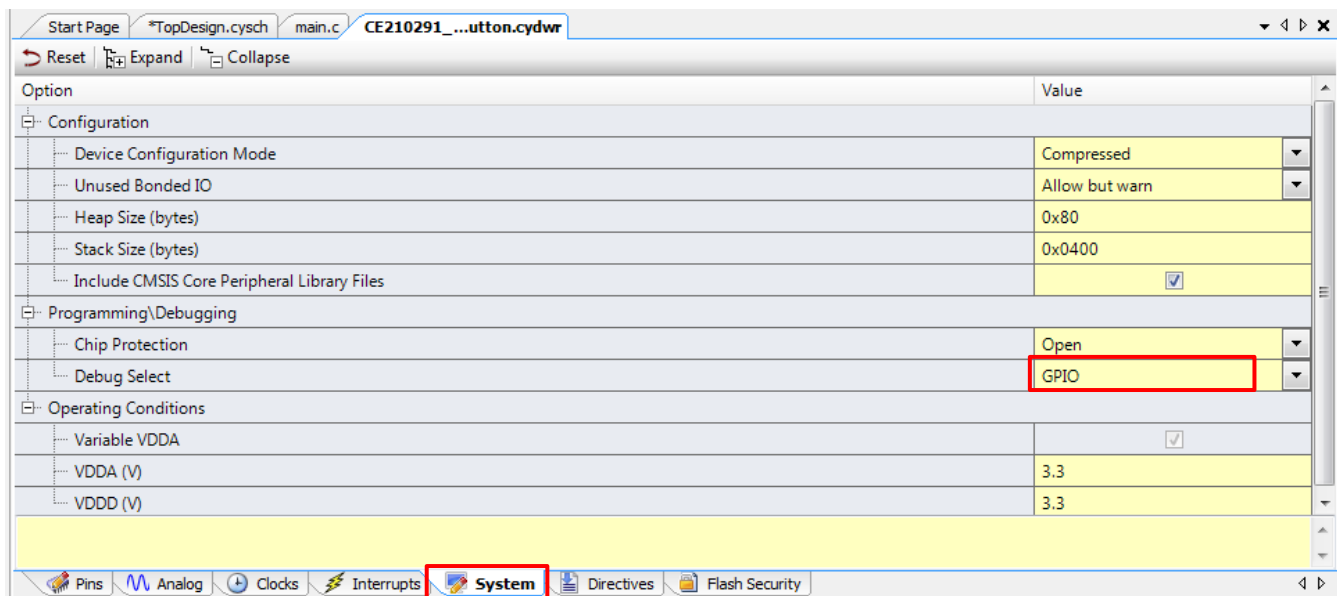 Start Page *TopDesign.cysch main.c CE210291_...utton.cydwr
Reset Expand Collapse
Option Value
Configuration
Device Configuration Mode Compressed
Unused Bonded IO Allow but warn
Heap Size (bytes) 0x80
Stack Size (bytes) 0x0400
Include CMSIS Core Peripheral Library Files
Programming\Debugging
Chip Protection Open
Debug Select GPIO
Operating Conditions
Variable VDDA
VDDA (V) 3.3
VDDD (V) 3.3
Pins Analog Clocks Interrupts System Directives Flash Security